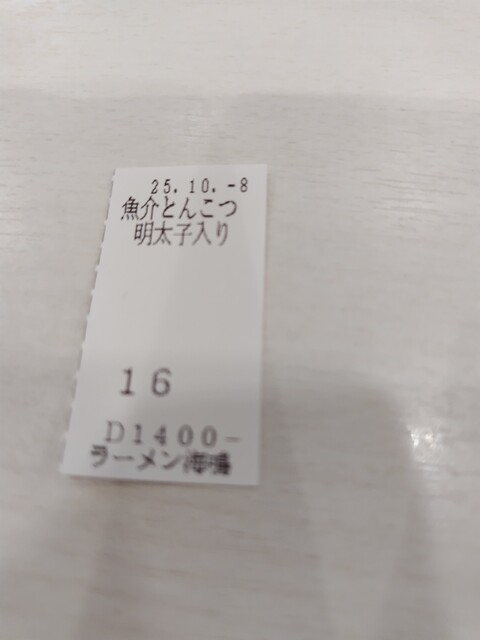 25.10.-8
魚介とんこつ
明太子入り
16
D1400-
ラーメン海鳴